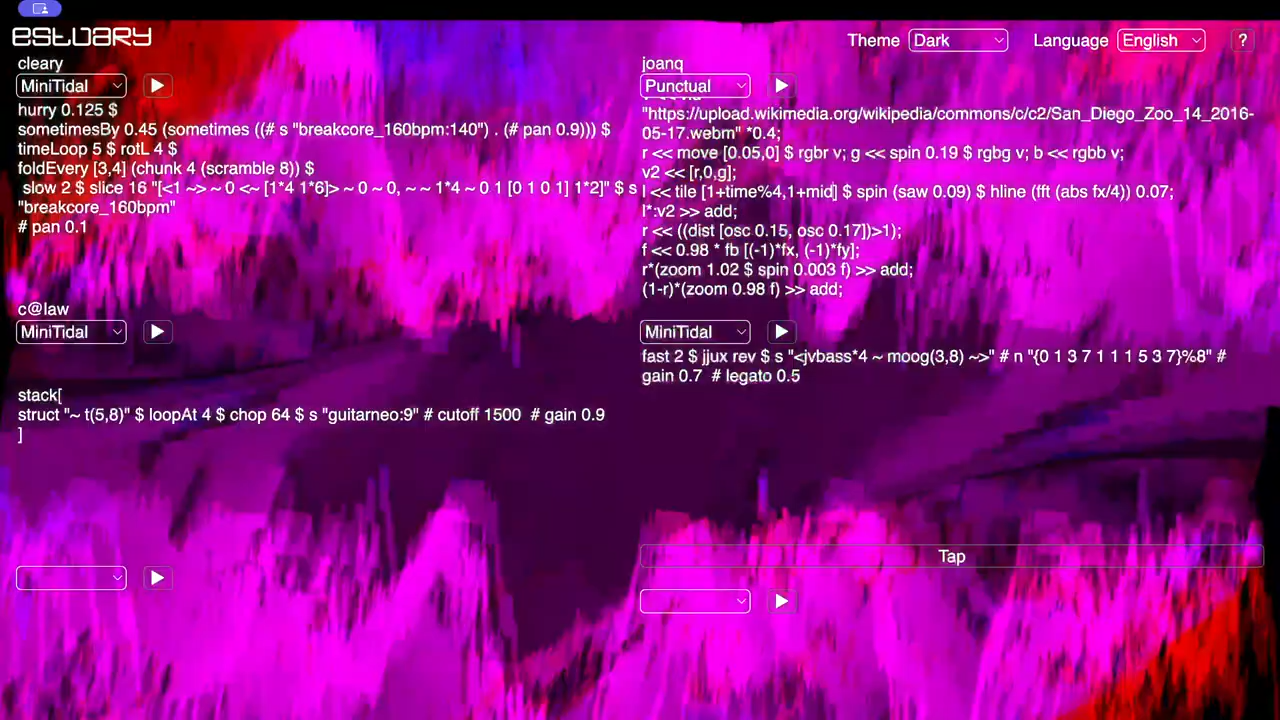 estuary
Theme Dark Language English ?
cleary
MiniTidal
hurry 0.125 $
sometimesBy 0.45 (sometimes ((# s "breakcore_160bpm:140") . (# pan 0.9))) $
timeLoop 5 $ rotL 4 $
foldEvery [3,4] (chunk 4 (scramble 8)) $
slow 2 $ slice 16 "[<1 ~> ~ 0 <~ [1*4 1*6]> ~ 0 ~ 0, ~ ~ 1*4 ~ 0 1 [0 1 0 1] 1*2]" $ s
"breakcore_160bpm"
# pan 0.1
joanq
Punctual
"https://upload.wikimedia.org/wikipedia/commons/c/c2/San_Diego_Zoo_14_2016-
05-17.webm" *0.4;
r << move [0.05,0] $ rgbr v; g << spin 0.19 $ rgbg v; b << rgbb v;
v2 << [r,0,g];
l << tile [1+time%4,1+mid] $ spin (saw 0.09) $ hline (fft (abs fx/4)) 0.07;
l*:v2 >> add;
r << ((dist [osc 0.15, osc 0.17])>1);
f << 0.98 * fb [(-1)*fx, (-1)*fy];
r*(zoom 1.02 $ spin 0.003 f) >> add;
(1-r)*(zoom 0.98 f) >> add;
c@law
MiniTidal
stack[
struct "~ t(5,8)" $ loopAt 4 $ chop 64 $ s "guitarneo:9" # cutoff 1500 # gain 0.9
]
MiniTidal
fast 2 $ jjux rev $ s "<jvbass*4 ~ moog(3,8) ~>" # n "{0 1 3 7 1 1 1 5 3 7}%8" #
gain 0.7 # legato 0.5
Tap